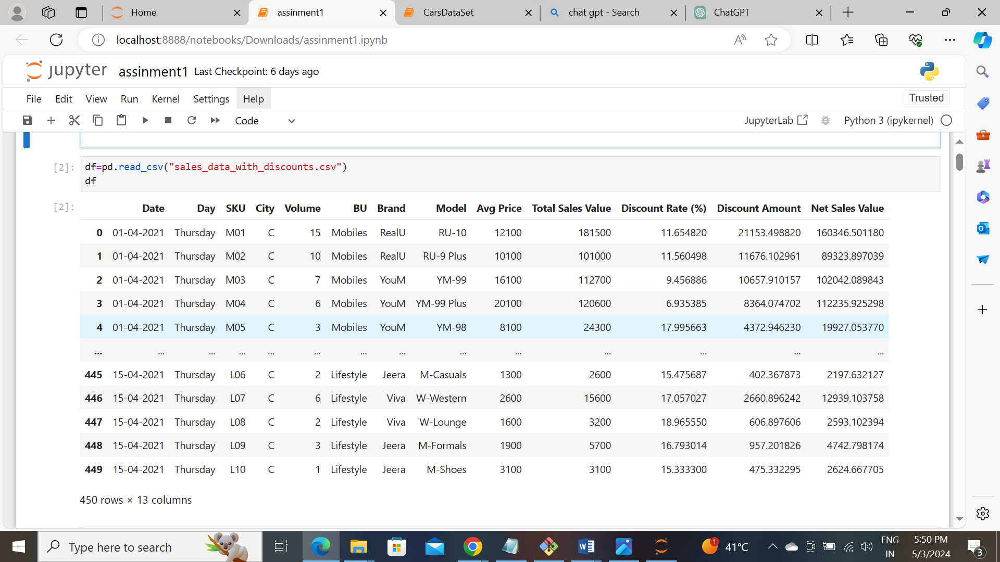 Home
assinment1
CarsDataSet
chat gpt - Search
ChatGPT
localhost:8888/notebooks/Downloads/assinment1.ipynb
jupyter assinment1 Last Checkpoint: 6 days ago
File Edit View Run Kernel Settings Help
Trusted
Code
JupyterLab
Python 3 (ipykernel)
[2]: df=pd.read_csv("sales_data_with_discounts.csv")
df
[2]:
Date Day SKU City Volume BU Brand Model Avg Price Total Sales Value Discount Rate (%) Discount Amount Net Sales Value
0 01-04-2021 Thursday M01 C 15 Mobiles RealU RU-10 12100 181500 11.654820 21153.498820 160346.501180
1 01-04-2021 Thursday M02 C 10 Mobiles RealU RU-9 Plus 10100 101000 11.560498 11676.102961 89323.897039
2 01-04-2021 Thursday M03 C 7 Mobiles YouM YM-99 16100 112700 9.456886 10657.910157 102042.089843
3 01-04-2021 Thursday M04 C 6 Mobiles YouM YM-99 Plus 20100 120600 6.935385 8364.074702 112235.925298
4 01-04-2021 Thursday M05 C 3 Mobiles YouM YM-98 8100 24300 17.995663 4372.946230 19927.053770
... ... ... ... ... ... ... ... ... ... ... ... ... ...
445 15-04-2021 Thursday L06 C 2 Lifestyle Jeera M-Casuals 1300 2600 15.475687 402.367873 2197.632127
446 15-04-2021 Thursday L07 C 6 Lifestyle Viva W-Western 2600 15600 17.057027 2660.896242 12939.103758
447 15-04-2021 Thursday L08 C 2 Lifestyle Viva W-Lounge 1600 3200 18.965550 606.897606 2593.102394
448 15-04-2021 Thursday L09 C 3 Lifestyle Jeera M-Formals 1900 5700 16.793014 957.201826 4742.798174
449 15-04-2021 Thursday L10 C 1 Lifestyle Jeera M-Shoes 3100 3100 15.333300 475.332295 2624.667705
450 rows × 13 columns
Type here to search
1
41°C
ENG
IN
5:50 PM
5/3/2024
3